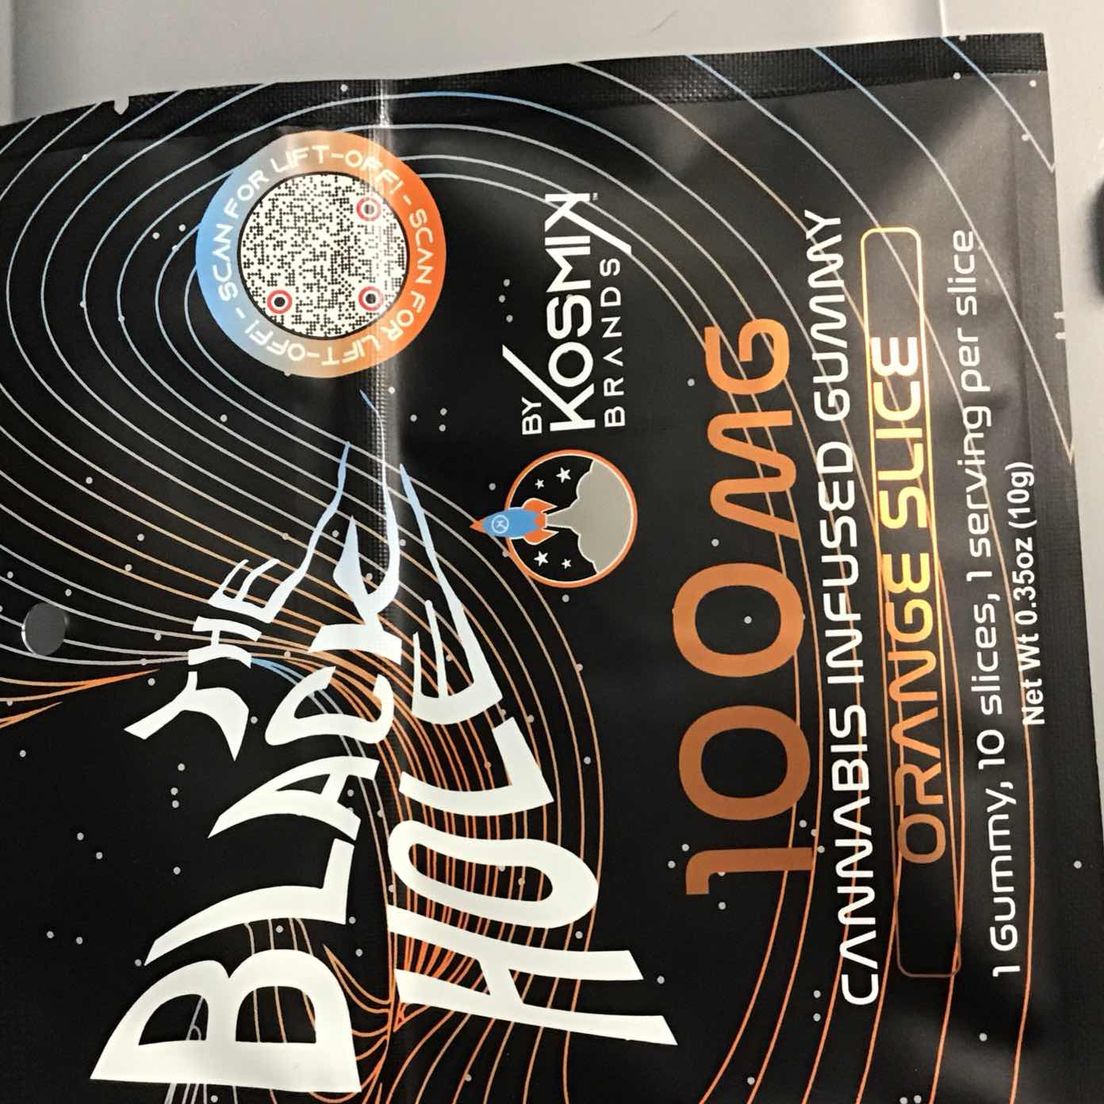 SCAN FOR LIFT-OFF! - SCAN FOR LIFT-OFF! -
THE
BLACK
HOLE
BY
KOSMIK™
BRANDS
100MG
CANNABIS INFUSED GUMMY
ORANGE SLICE
1 Gummy, 10 slices, 1 serving per slice
Net Wt 0.35oz (10g)